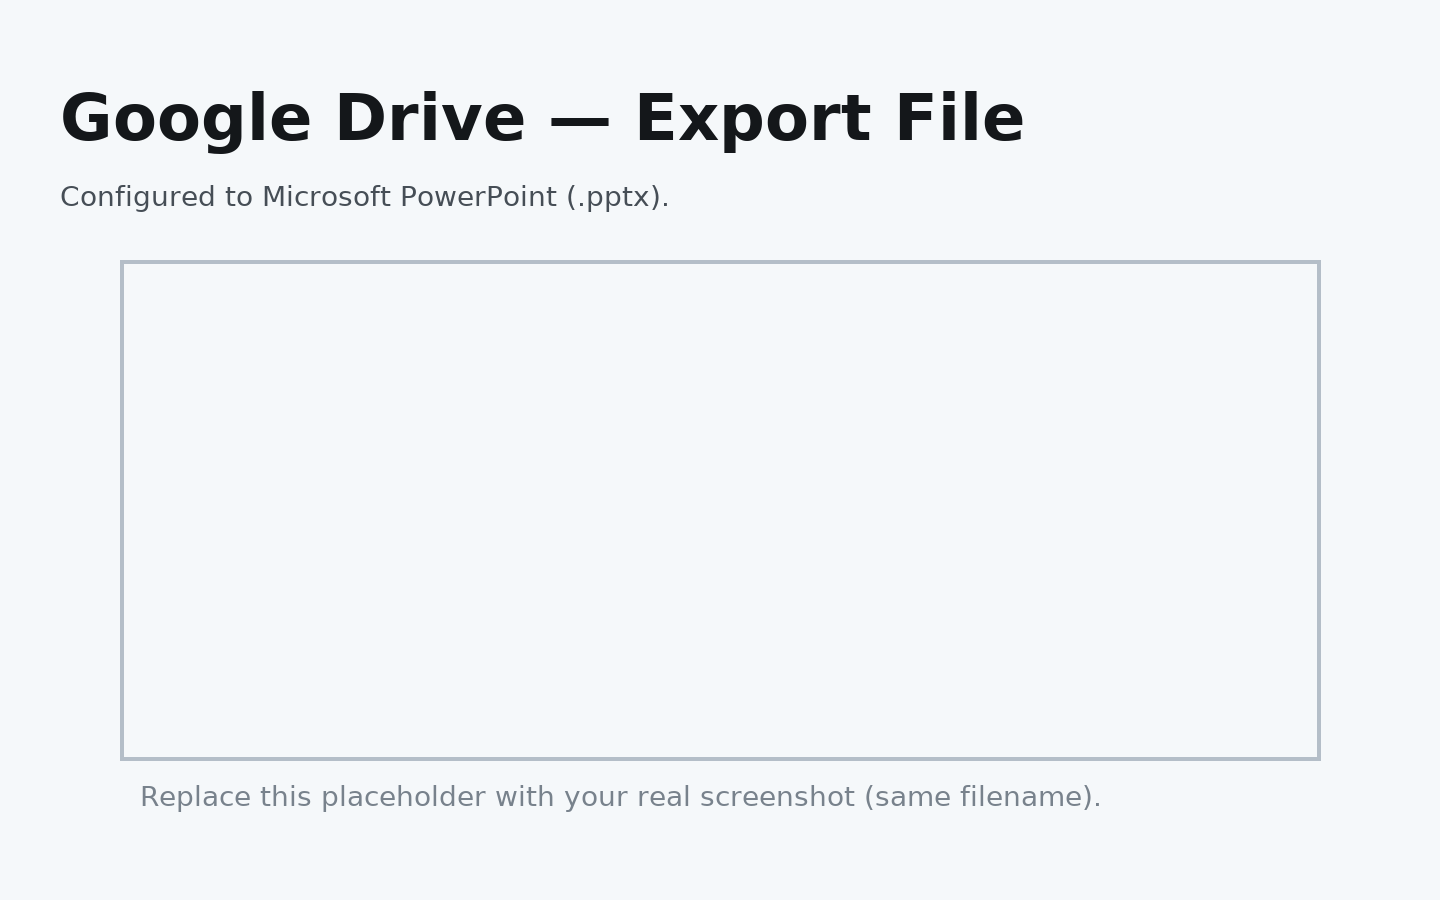 Google Drive — Export File
Configured to Microsoft PowerPoint (.pptx).
Replace this placeholder with your real screenshot (same filename).